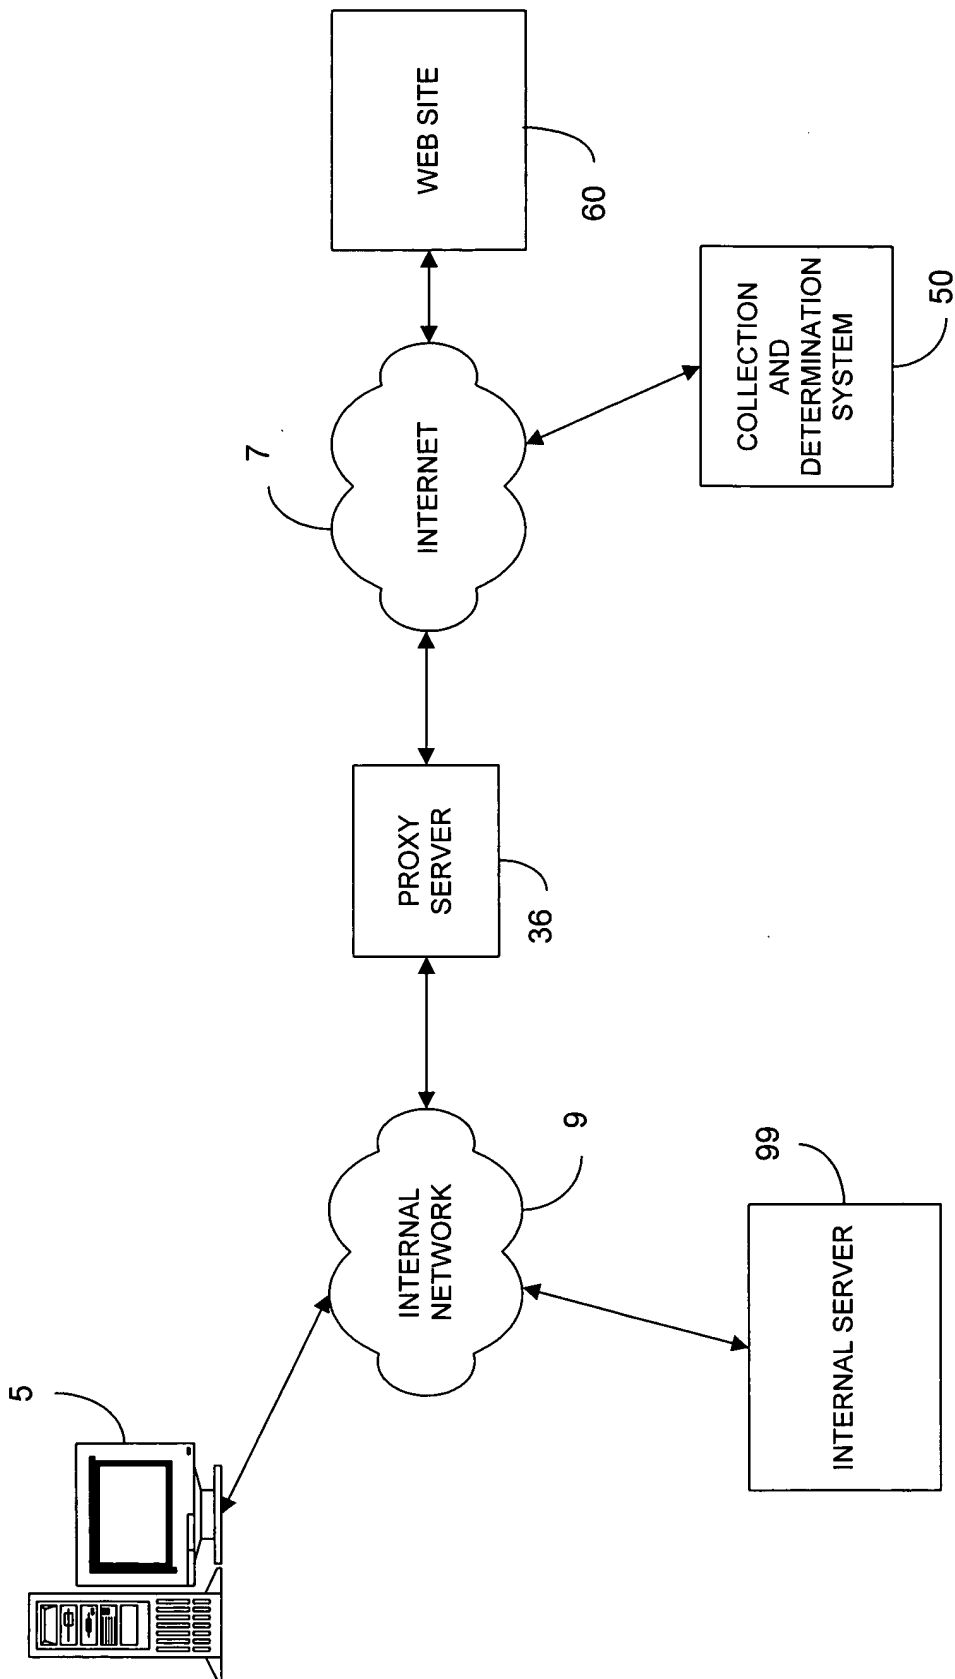 5
INTERNAL
NETWORK
9
INTERNAL SERVER
99
PROXY
SERVER
36
7
INTERNET
WEB SITE
60
COLLECTION
AND
DETERMINATION
SYSTEM
50